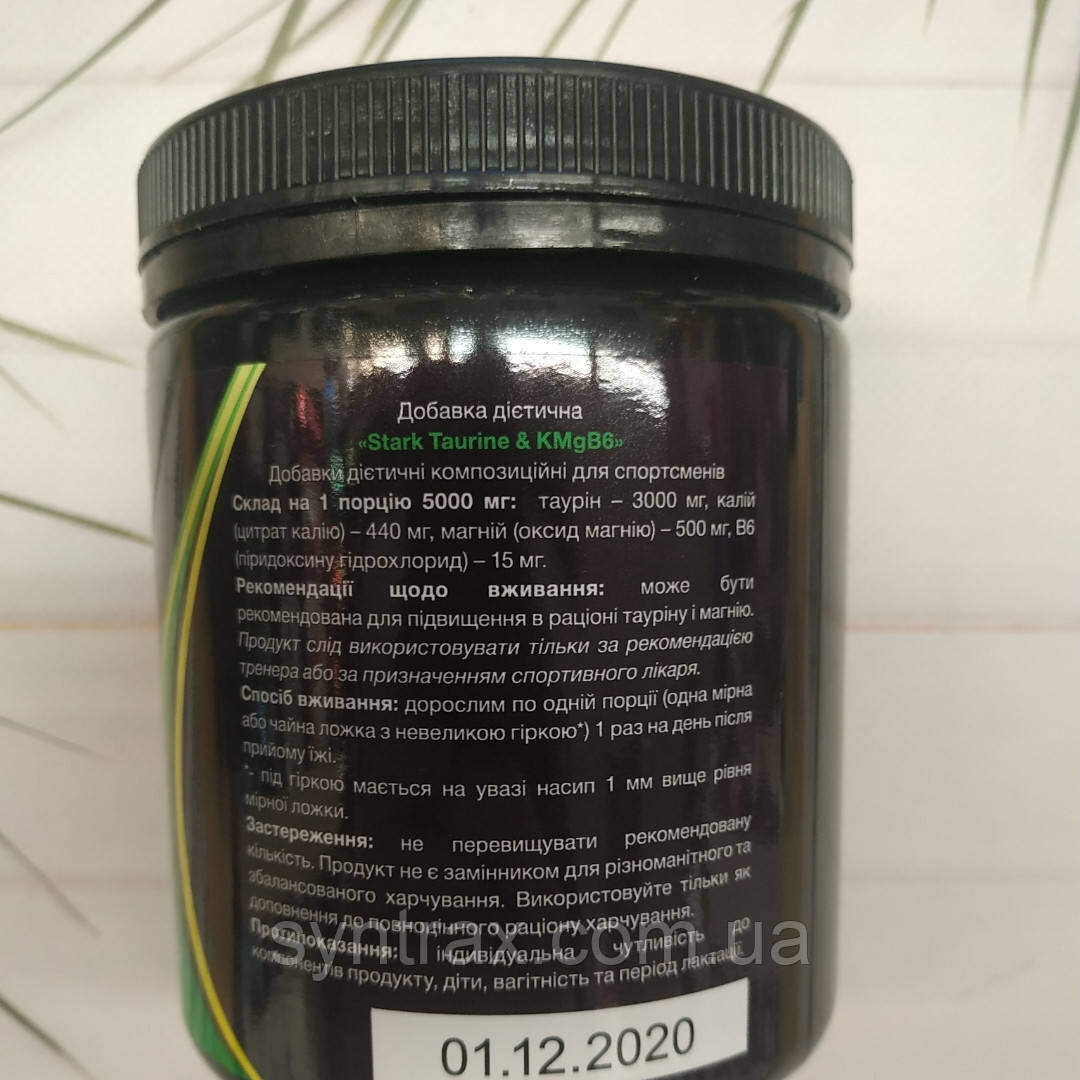 Добавка дієтична
«Stark Taurine & KMgB6»
Добавки дієтичні композиційні для спортсменів
Склад на 1 порцію 5000 мг: таурін – 3000 мг, калій
(цитрат калію) – 440 мг, магній (оксид магнію) – 500 мг, В6
(піридоксину гідрохлорид) – 15 мг.
Рекомендації щодо вживання: може бути
рекомендована для підвищення в раціоні тауріну і магнію.
Продукт слід використовувати тільки за рекомендацією
тренера або за призначенням спортивного лікаря.
Спосіб вживання: дорослим по одній порції (одна мірна
або чайна ложка з невеликою гіркою*) 1 раз на день після
прийому їжі.
*- під гіркою мається на увазі насип 1 мм вище рівня
мірної ложки.
Застереження: не перевищувати рекомендовану
кількість. Продукт не є замінником для різноманітного та
збалансованого харчування. Використовуйте тільки як
доповнення до повноцінного раціону харчування.
Протипоказання: індивідуальна чутливість до
компонентів продукту, діти, вагітність та період лактації.
syntrax.com.ua
01.12.2020